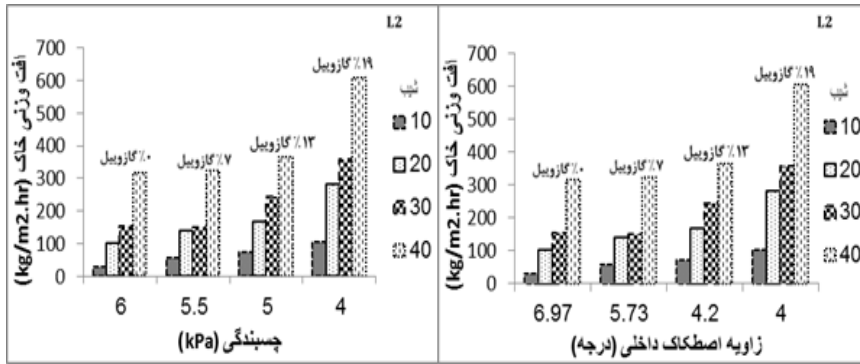 I.2
افت وزنی خاک (kg/m2.hr)
700
600
500
400
300
200
100
0
۰٪ گازوییل
۷٪ گازوییل
۱۳٪ گازوییل
۱۹٪ گازوییل
شیب
10
20
30
40
6 5.5 5 4
چسبندگی (kPa)
I.2
افت وزنی خاک (kg/m2.hr)
700
600
500
400
300
200
100
0
۰٪ گازوییل
۷٪ گازوییل
۱۳٪ گازوییل
۱۹٪ گازوییل
شیب
10
20
30
40
6.97 5.73 4.2 4
زاویه اصطکاک داخلی (درجه)